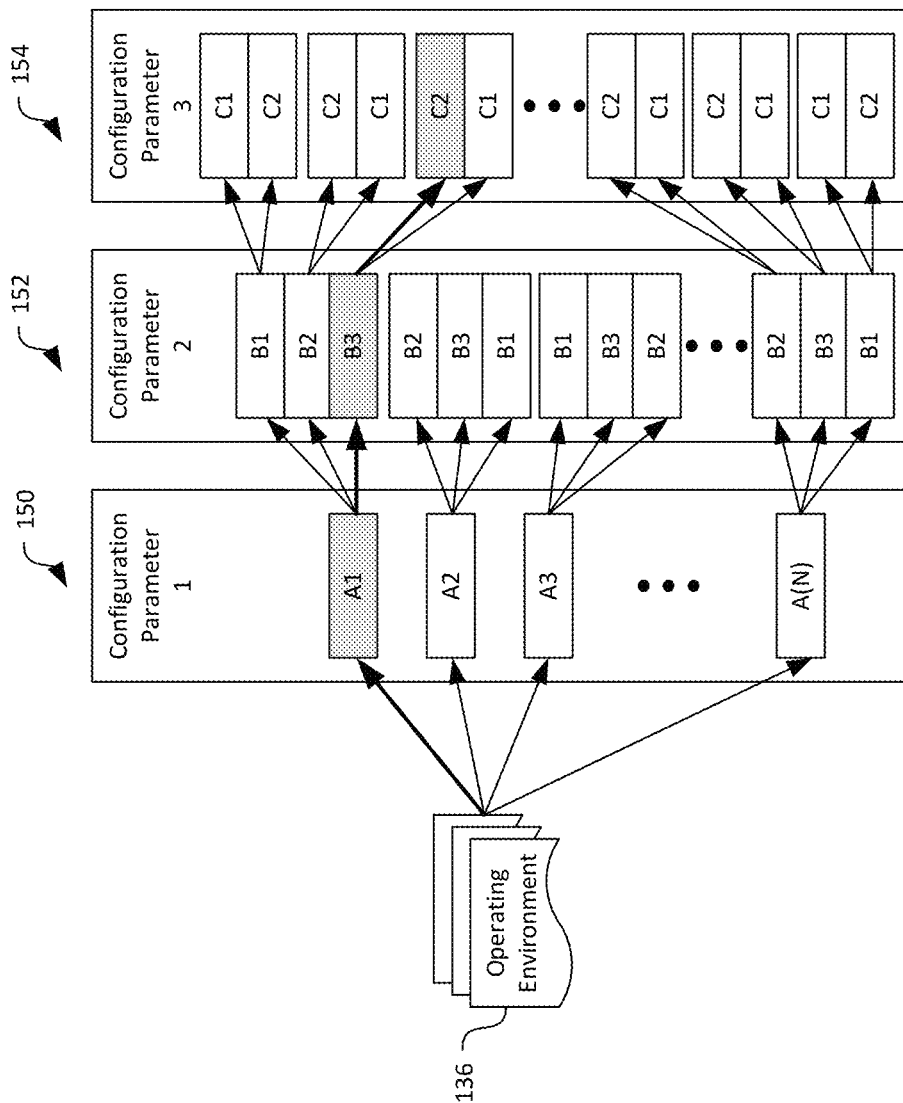 150
152
154
Configuration
Parameter
1
Configuration
Parameter
2
Configuration
Parameter
3
136
Operating
Environment
A1
A2
A3
A(N)
B1
B2
B3
B2
B3
B1
B1
B3
B2
B2
B3
B1
C1
C2
C2
C1
C2
C1
C2
C1
C2
C1
C1
C2